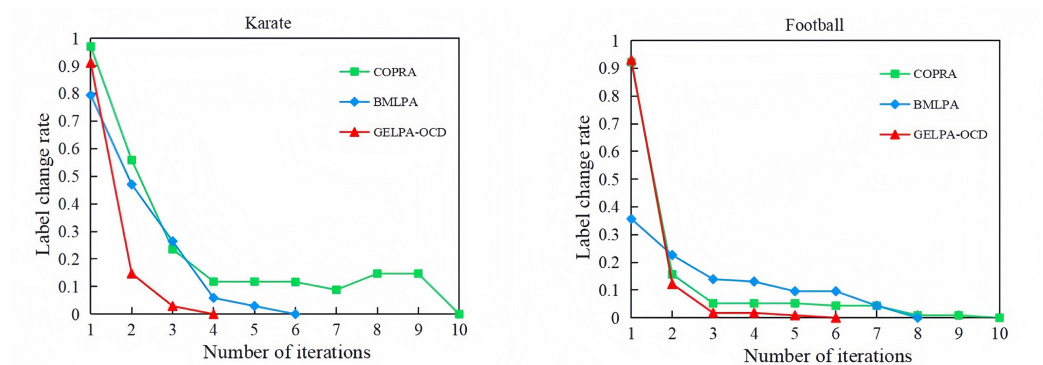 Karate
Label change rate
1
0.9
0.8
0.7
0.6
0.5
0.4
0.3
0.2
0.1
0
COPRA
BMLPA
GELPA-OCD
1 2 3 4 5 6 7 8 9 10
Number of iterations
Football
Label change rate
1
0.9
0.8
0.7
0.6
0.5
0.4
0.3
0.2
0.1
0
COPRA
BMLPA
GELPA-OCD
1 2 3 4 5 6 7 8 9 10
Number of iterations